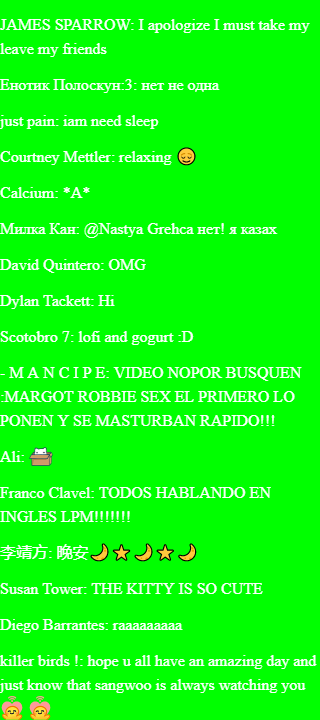 JAMES SPARROW: I apologize I must take my
leave my friends
Енотик Полоскун:3: нет не одна
just pain: iam need sleep
Courtney Mettler: relaxing 😌
Calcium: *A*
Милка Кан: @Nastya Grehca нет! я казах
David Quintero: OMG
Dylan Tackett: Hi
Scotobro 7: lofi and gogurt :D
- M A N C I P E: VIDEO NOPOR BUSQUEN
:MARGOT ROBBIE SEX EL PRIMERO LO
PONEN Y SE MASTURBAN RAPIDO!!!
Ali:
Franco Clavel: TODOS HABLANDO EN
INGLES LPM!!!!!!!
李靖方: 晚安🌙⭐🌙⭐🌙
Susan Tower: THE KITTY IS SO CUTE
Diego Barrantes: raaaaaaaaa
killer birds !: hope u all have an amazing day and
just know that sangwoo is always watching you